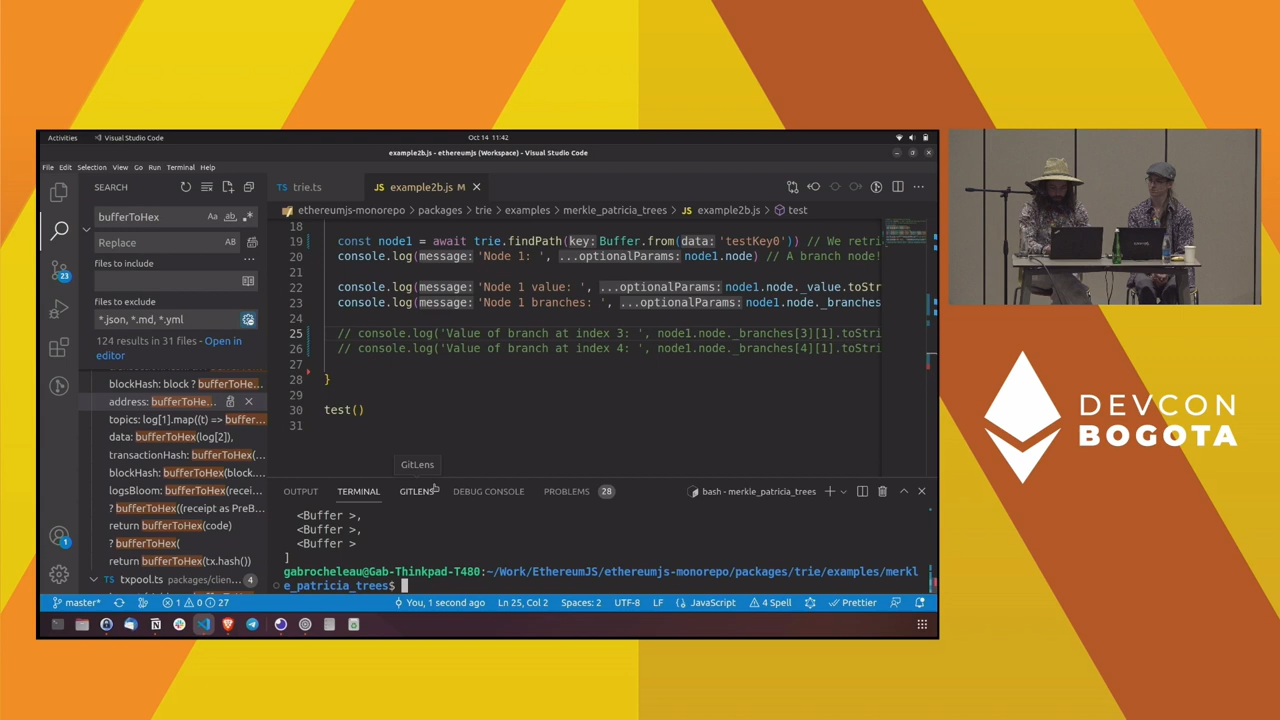 Activities
Visual Studio Code
Oct 14 11:42
example2b.js - ethereumjs (Workspace) - Visual Studio Code
File Edit Selection View Go Run Terminal Help
SEARCH
bufferToHex
Aa ab
Replace
AB
files to include
files to exclude
*.json, *.md, *.yml
124 results in 31 files - Open in
editor
blockHash: block ? bufferToHe...
address: bufferToHe...
topics: log[1].map((t) => buffer...
data: bufferToHex(log[2]),
transactionHash: bufferToHex(...
blockHash: bufferToHex(block....
logsBloom: bufferToHex(recei...
? bufferToHex((receipt as PreB...
return bufferToHex(code)
? bufferToHex(
return bufferToHex(tx.hash())
txpool.ts packages/clien... 4
23
1
trie.ts
JS example2b.js M
ethereumjs-monorepo > packages > trie > examples > merkle_patricia_trees > JS example2b.js > test
18
19 const node1 = await trie.findPath(key:Buffer.from(data:'testKey0')) // We retri
20 console.log(message:'Node 1: ', ...optionalParams:node1.node) // A branch node!
21
22 console.log(message:'Node 1 value: ', ...optionalParams:node1.node._value.toStr
23 console.log(message:'Node 1 branches: ', ...optionalParams:node1.node._branches
24
25 // console.log('Value of branch at index 3: ', node1.node._branches[3][1].toStri
26 // console.log('Value of branch at index 4: ', node1.node._branches[4][1].toStri
27
28 }
29
30 test()
31
GitLens
OUTPUT TERMINAL GITLENS DEBUG CONSOLE PROBLEMS 28
bash - merkle_patricia_trees
<Buffer >,
<Buffer >,
<Buffer >
]
gabrocheleau@Gab-Thinkpad-T480:~/Work/EthereumJS/ethereumjs-monorepo/packages/trie/examples/merkl
e_patricia_trees$
master* 1 0 27 You, 1 second ago Ln 25, Col 2 Spaces: 2 UTF-8 LF JavaScript 4 Spell Prettier
DEVCON
BOGOTA